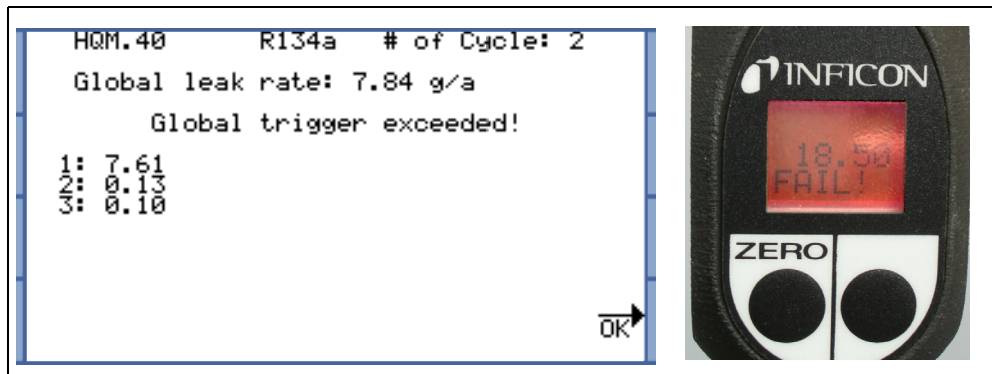 HQM.40 R134a # of Cycle: 2
Global leak rate: 7.84 g/a
Global trigger exceeded!
1: 7.61
2: 0.13
3: 0.10
OK
INFICON
18.50
FAIL!
ZERO